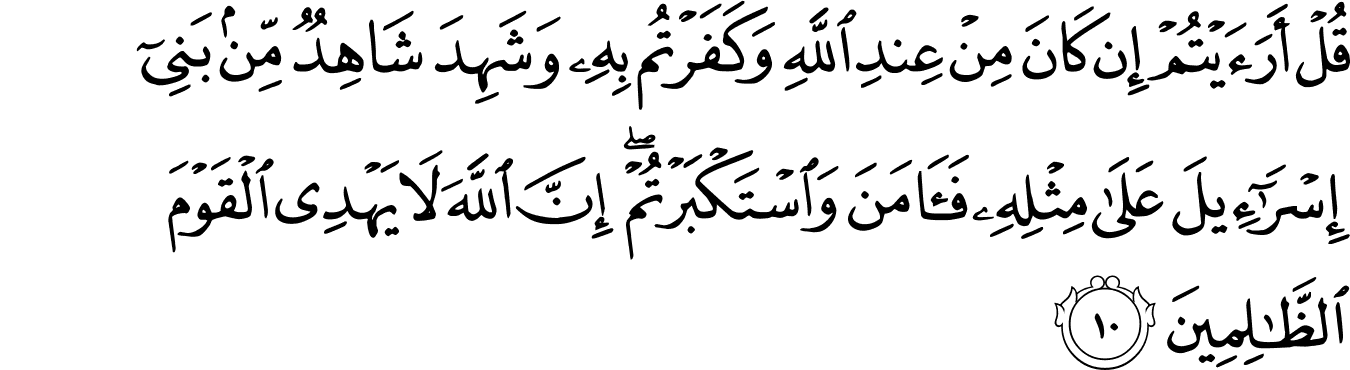 قُلْ أَرَءَيْتُمْ إِن كَانَ مِنْ عِندِ ٱللَّهِ وَكَفَرْتُم بِهِۦ وَشَهِدَ شَاهِدٌۭ مِّنۢ بَنِىٓ
إِسْرَٰٓءِيلَ عَلَىٰ مِثْلِهِۦ فَـَٔامَنَ وَٱسْتَكْبَرْتُمْ ۖ إِنَّ ٱللَّهَ لَا يَهْدِى ٱلْقَوْمَ
ٱلظَّـٰلِمِينَ ١٠